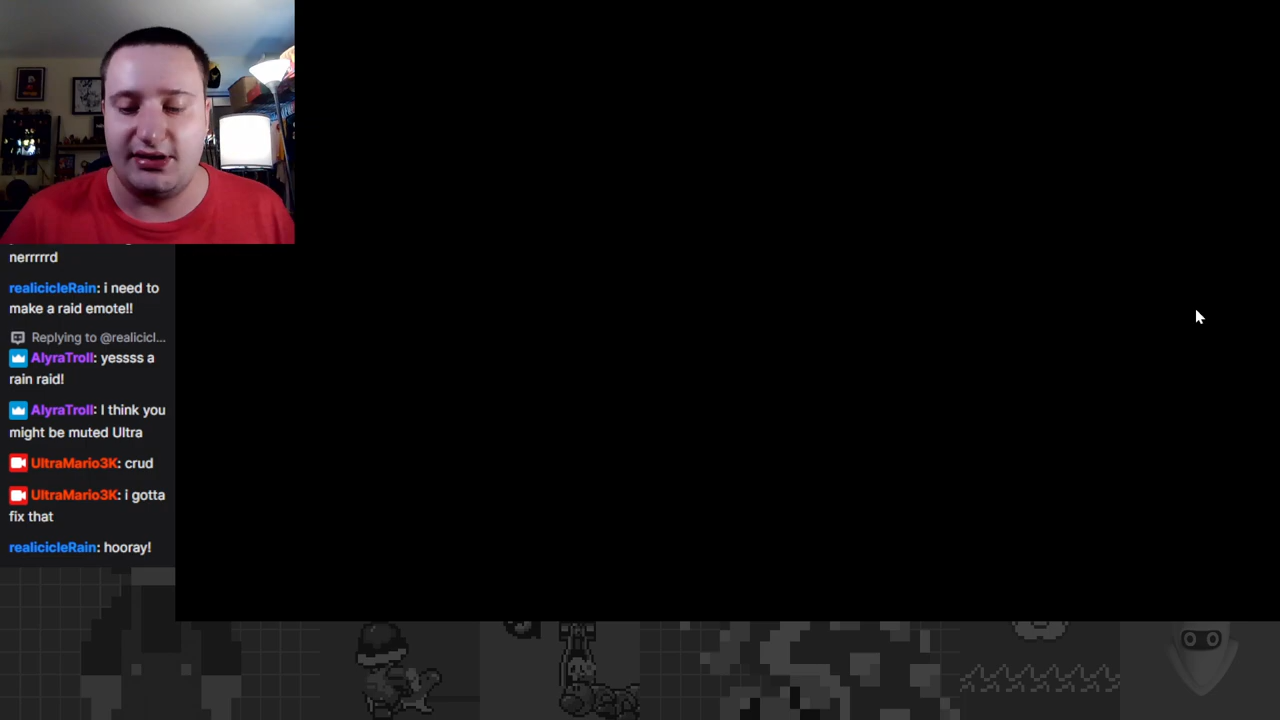 nerrrrrd
realicicleRain: i need to
make a raid emote!!
Replying to @realicicl...
AlyraTroll: yessss a
rain raid!
AlyraTroll: I think you
might be muted Ultra
UltraMario3K: crud
UltraMario3K: i gotta
fix that
realicicleRain: hooray!